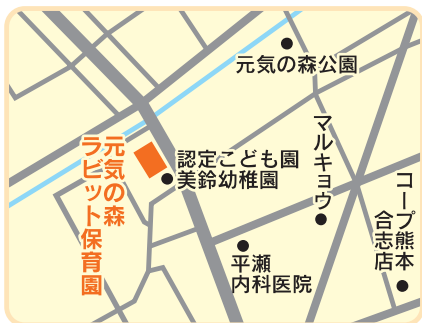 元気の森公園
マルキョウ
認定こども園
美鈴幼稚園
元気の森
ラビット保育園
コープ熊本
合志店
平瀬
内科医院